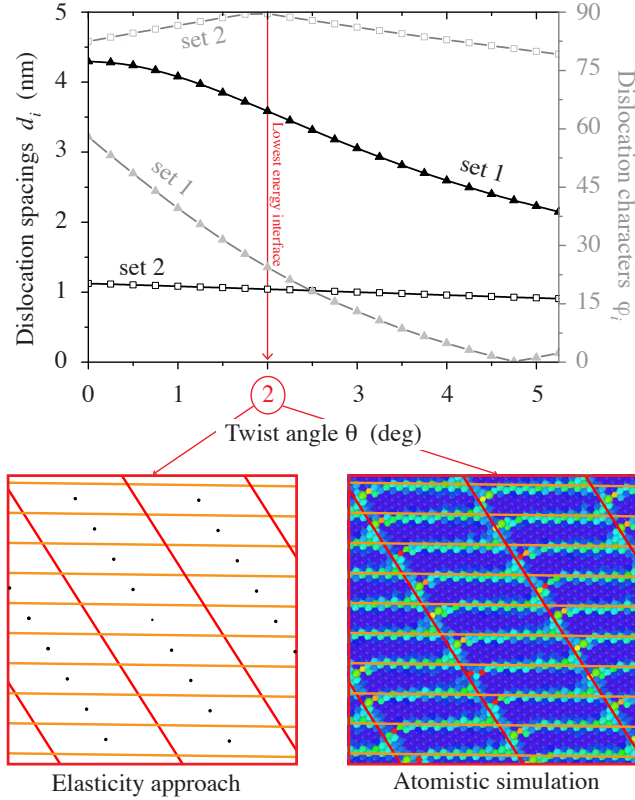 Dislocation spacings d_i (nm)
5
4
3
2
1
0
set 2
set 1
set 1
set 2
Lowest energy interface
90
75
60
45
30
15
0
Dislocation characters φ_i
0
1
2
3
4
5
Twist angle θ (deg)
Elasticity approach
Atomistic simulation